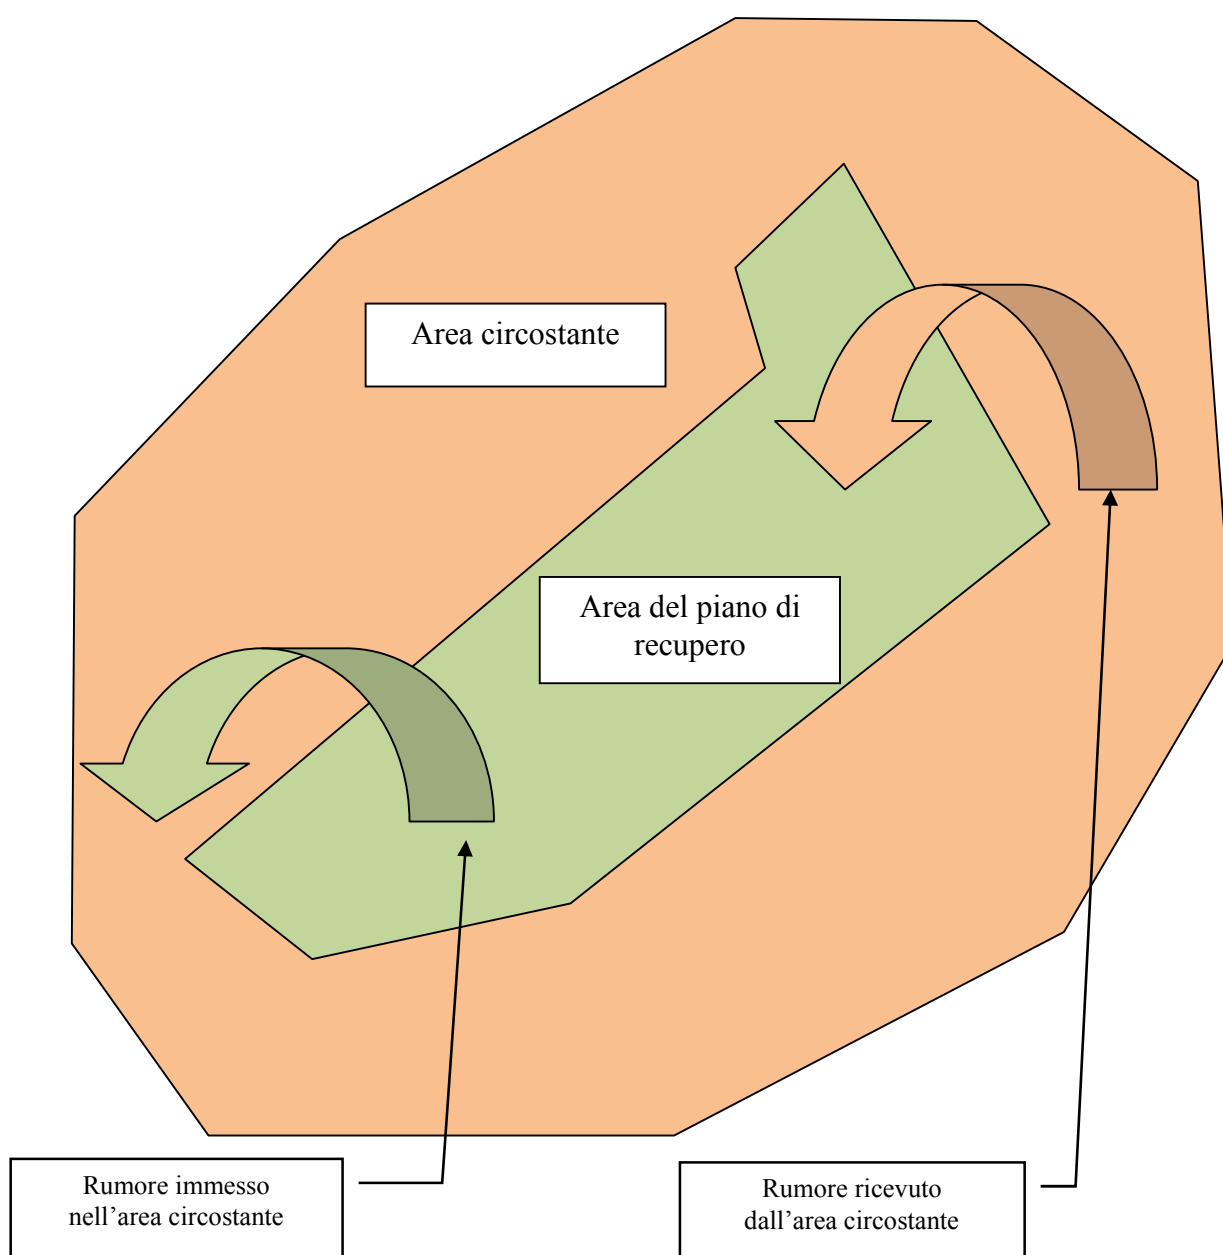 Area circostante
Area del piano di
recupero
Rumore immesso
nell’area circostante
Rumore ricevuto
dall’area circostante